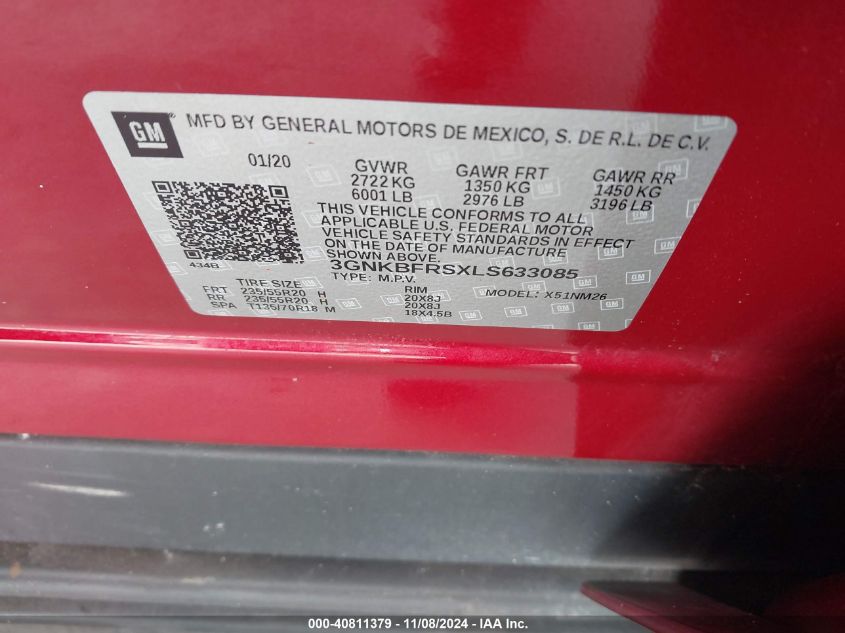 GM
MFD BY GENERAL MOTORS DE MEXICO, S. DE R.L. DE C.V.
01/20 GVWR GAWR FRT GAWR RR
2722 KG 1350 KG 1450 KG
6001 LB 2976 LB 3196 LB
THIS VEHICLE CONFORMS TO ALL
APPLICABLE U.S. FEDERAL MOTOR
VEHICLE SAFETY STANDARDS IN EFFECT
ON THE DATE OF MANUFACTURE
434B 3GNKBFRSXLS633085
TYPE: M.P.V. MODEL: X51NM26
TIRE SIZE RIM
FRT 235/55R20 H 20X8J
RR 235/55R20 H 20X8J
SPA T135/70R18 M 18X4.5B
000-40811379 - 11/08/2024 - IAA Inc.